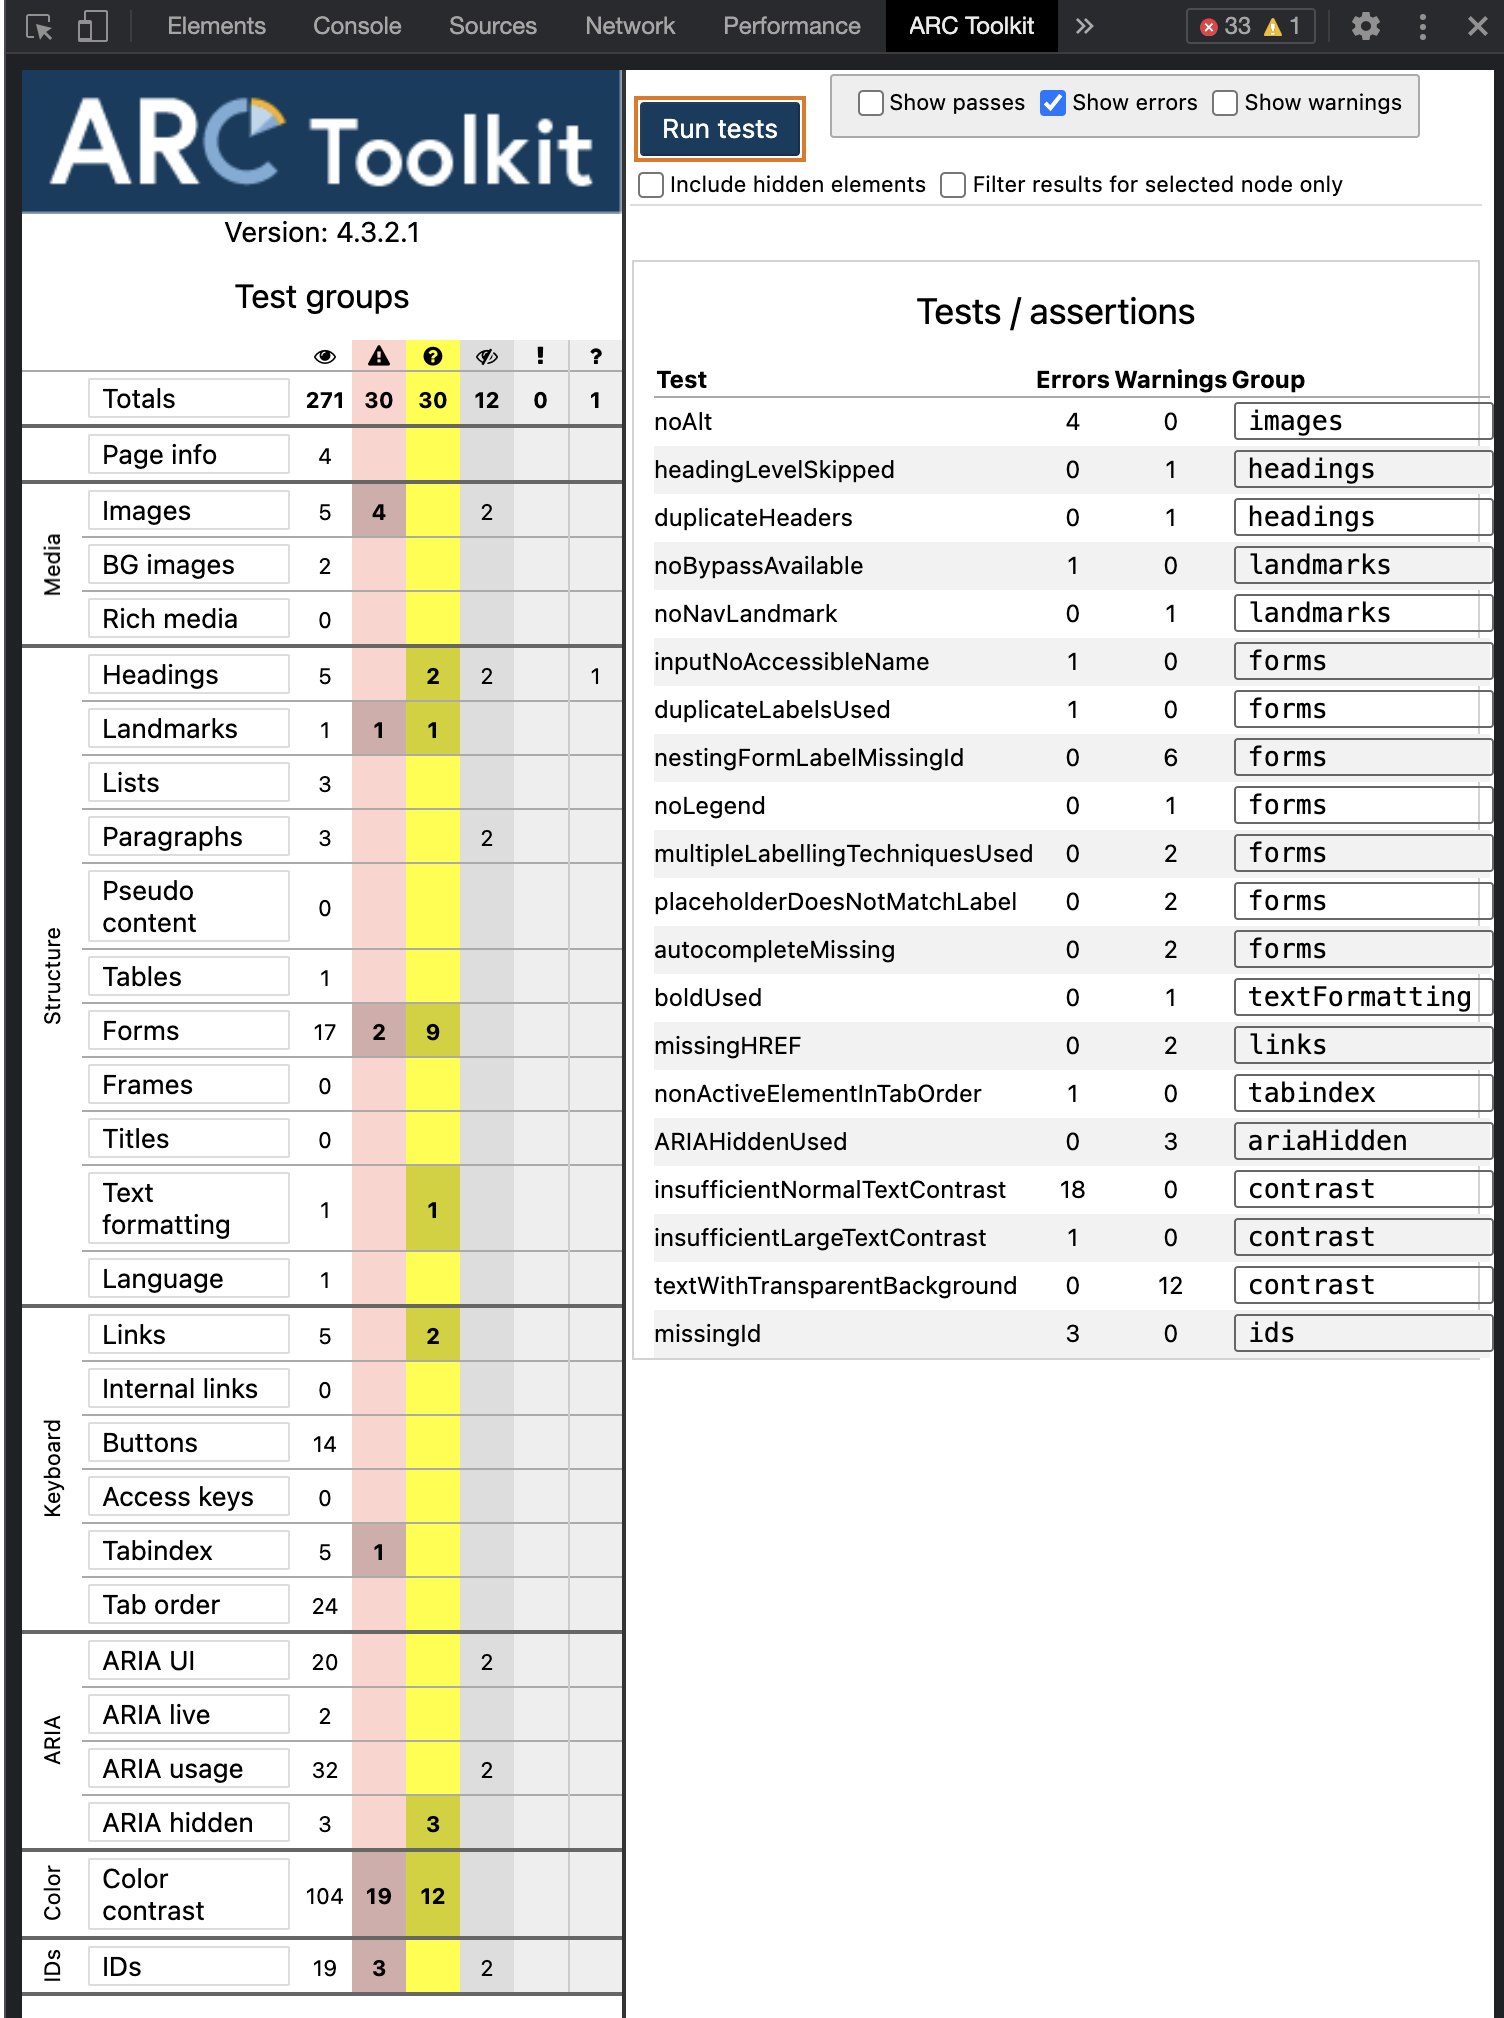 Elements Console Sources Network Performance ARC Toolkit » 33 1
ARC Toolkit
Version: 4.3.2.1
Test groups
! ?
Totals 271 30 30 12 0 1
Page info 4
Media
Images 5 4 2
BG images 2
Rich media 0
Structure
Headings 5 2 2 1
Landmarks 1 1 1
Lists 3
Paragraphs 3 2
Pseudo
content 0
Tables 1
Forms 17 2 9
Frames 0
Titles 0
Text
formatting 1 1
Language 1
Keyboard
Links 5 2
Internal links 0
Buttons 14
Access keys 0
Tabindex 5 1
Tab order 24
ARIA
ARIA UI 20 2
ARIA live 2
ARIA usage 32 2
ARIA hidden 3 3
Color
Color
contrast 104 19 12
IDs
IDs 19 3 2
Run tests
Show passes Show errors Show warnings
Include hidden elements Filter results for selected node only
Tests / assertions
Test Errors Warnings Group
noAlt 4 0 images
headingLevelSkipped 0 1 headings
duplicateHeaders 0 1 headings
noBypassAvailable 1 0 landmarks
noNavLandmark 0 1 landmarks
inputNoAccessibleName 1 0 forms
duplicateLabelsUsed 1 0 forms
nestingFormLabelMissingId 0 6 forms
noLegend 0 1 forms
multipleLabellingTechniquesUsed 0 2 forms
placeholderDoesNotMatchLabel 0 2 forms
autocompleteMissing 0 2 forms
boldUsed 0 1 textFormatting
missingHREF 0 2 links
nonActiveElementInTabOrder 1 0 tabindex
ARIAHiddenUsed 0 3 ariaHidden
insufficientNormalTextContrast 18 0 contrast
insufficientLargeTextContrast 1 0 contrast
textWithTransparentBackground 0 12 contrast
missingId 3 0 ids